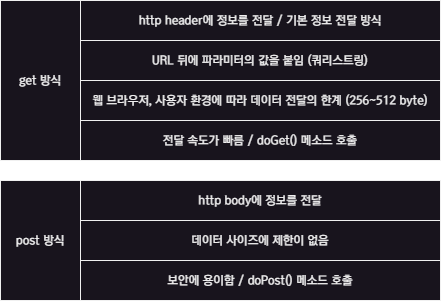 get 방식
http header에 정보를 전달 / 기본 정보 전달 방식
URL 뒤에 파라미터의 값을 붙임 (쿼리스트링)
웹 브라우저, 사용자 환경에 따라 데이터 전달의 한계 (256~512 byte)
전달 속도가 빠름 / doGet() 메소드 호출
post 방식
http body에 정보를 전달
데이터 사이즈에 제한이 없음
보안에 용이함 / doPost() 메소드 호출